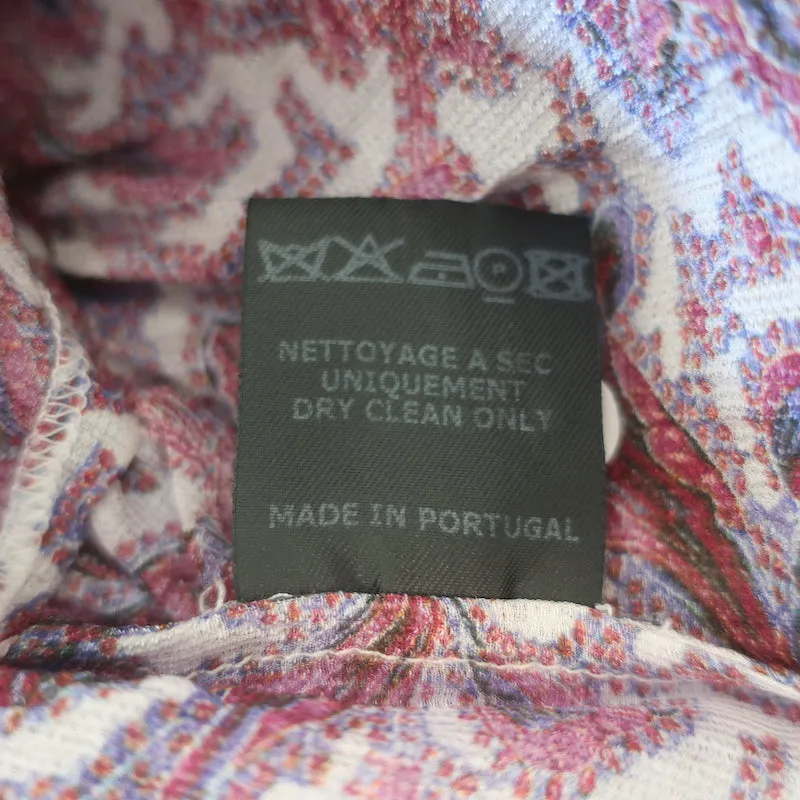 P
NETTOYAGE A SEC
UNIQUEMENT
DRY CLEAN ONLY
MADE IN PORTUGAL